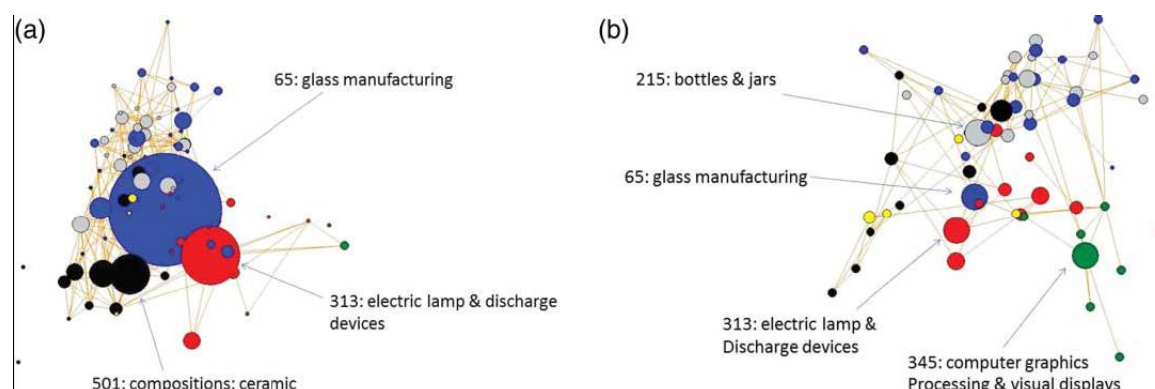 (a)
65: glass manufacturing
313: electric lamp & discharge
devices
501: compositions: ceramic
(b)
215: bottles & jars
65: glass manufacturing
313: electric lamp &
Discharge devices
345: computer graphics
Processing & visual displays